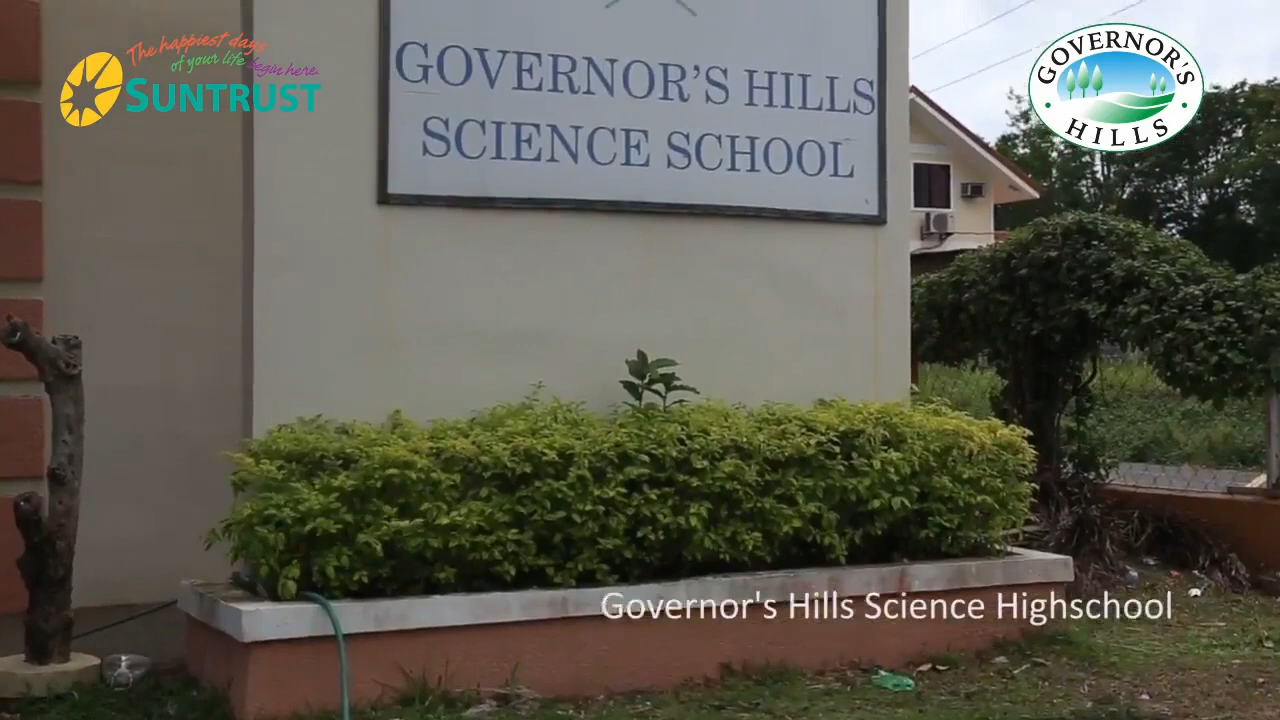 The happiest days
of your life begin here.
SUNTRUST
GOVERNOR'S HILLS
SCIENCE SCHOOL
GOVERNOR'S
HILLS
Governor's Hills Science Highschool